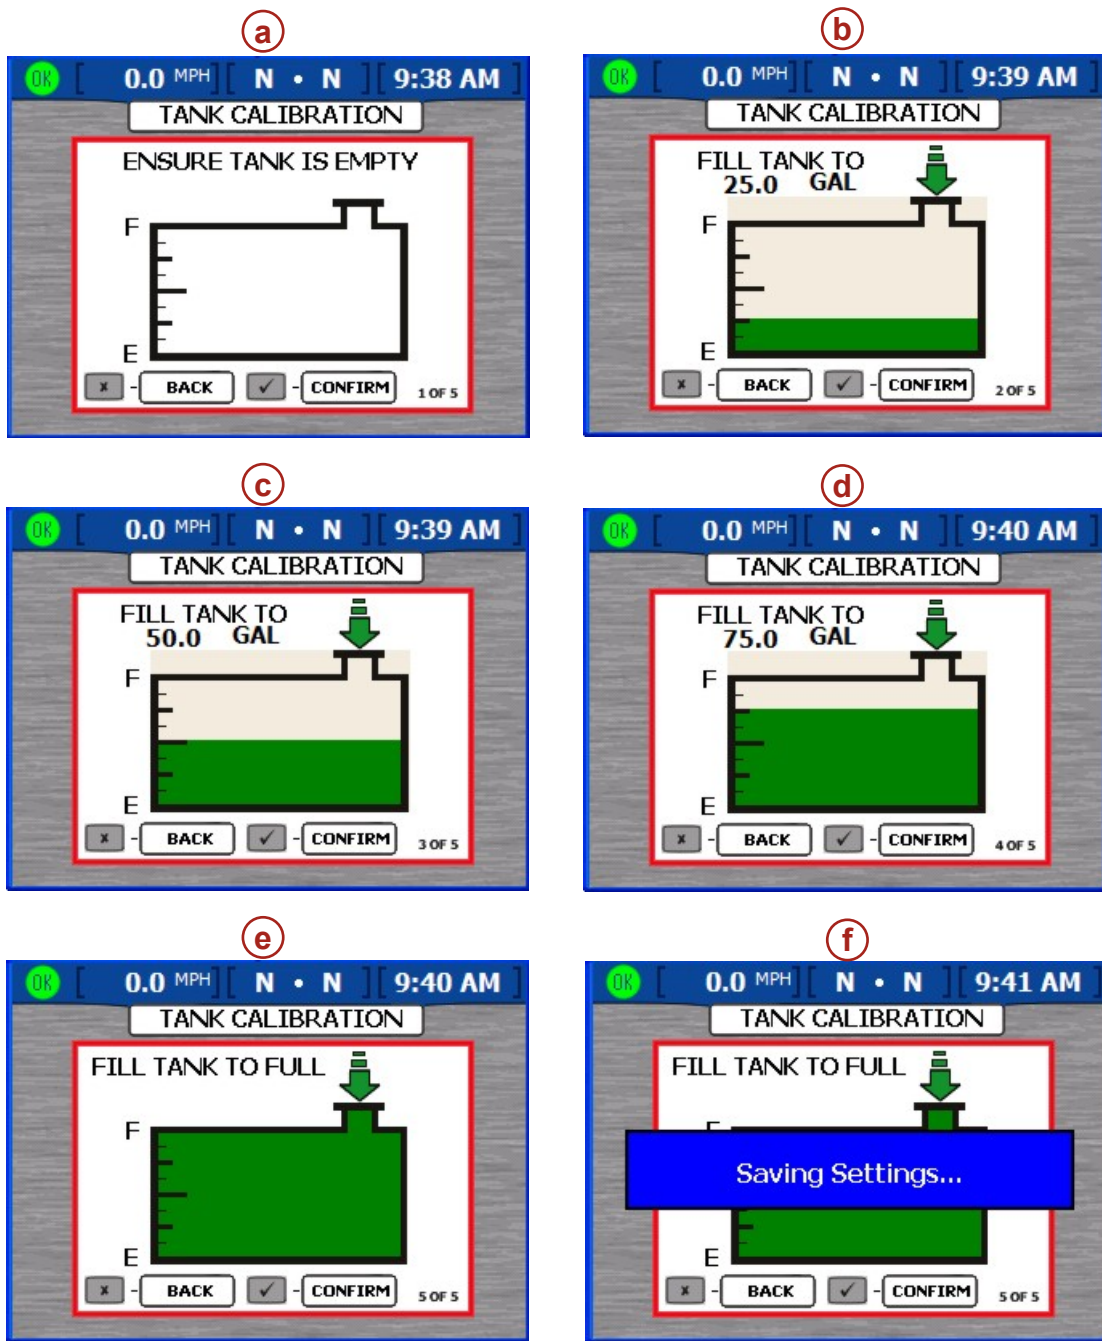 a
OK [ 0.0 MPH ] [ N • N ] [ 9:38 AM ]
TANK CALIBRATION
ENSURE TANK IS EMPTY
F
E
x - BACK ✓ - CONFIRM 1 OF 5
b
OK [ 0.0 MPH ] [ N • N ] [ 9:39 AM ]
TANK CALIBRATION
FILL TANK TO
25.0 GAL
F
E
x - BACK ✓ - CONFIRM 2 OF 5
c
OK [ 0.0 MPH ] [ N • N ] [ 9:39 AM ]
TANK CALIBRATION
FILL TANK TO
50.0 GAL
F
E
x - BACK ✓ - CONFIRM 3 OF 5
d
OK [ 0.0 MPH ] [ N • N ] [ 9:40 AM ]
TANK CALIBRATION
FILL TANK TO
75.0 GAL
F
E
x - BACK ✓ - CONFIRM 4 OF 5
e
OK [ 0.0 MPH ] [ N • N ] [ 9:40 AM ]
TANK CALIBRATION
FILL TANK TO FULL
F
E
x - BACK ✓ - CONFIRM 5 OF 5
f
OK [ 0.0 MPH ] [ N • N ] [ 9:41 AM ]
TANK CALIBRATION
FILL TANK TO FULL
F
Saving Settings...
E
x - BACK ✓ - CONFIRM 5 OF 5